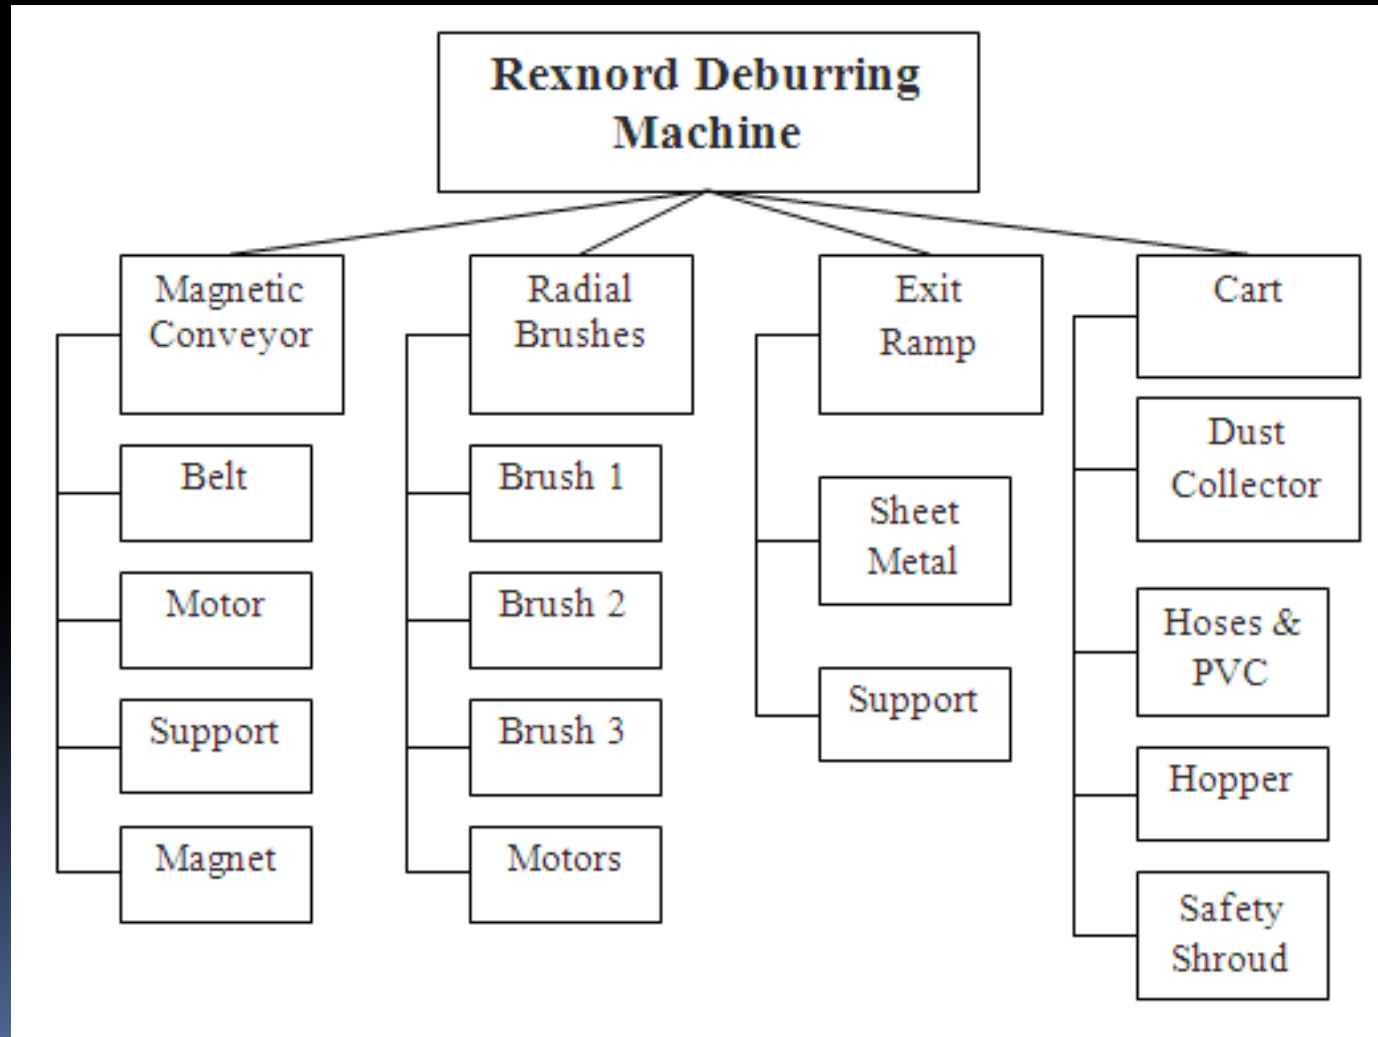 Rexnord Deburring
Machine
Magnetic
Conveyor
Belt
Motor
Support
Magnet
Radial
Brushes
Brush 1
Brush 2
Brush 3
Motors
Exit
Ramp
Sheet
Metal
Support
Cart
Dust
Collector
Hoses &
PVC
Hopper
Safety
Shroud